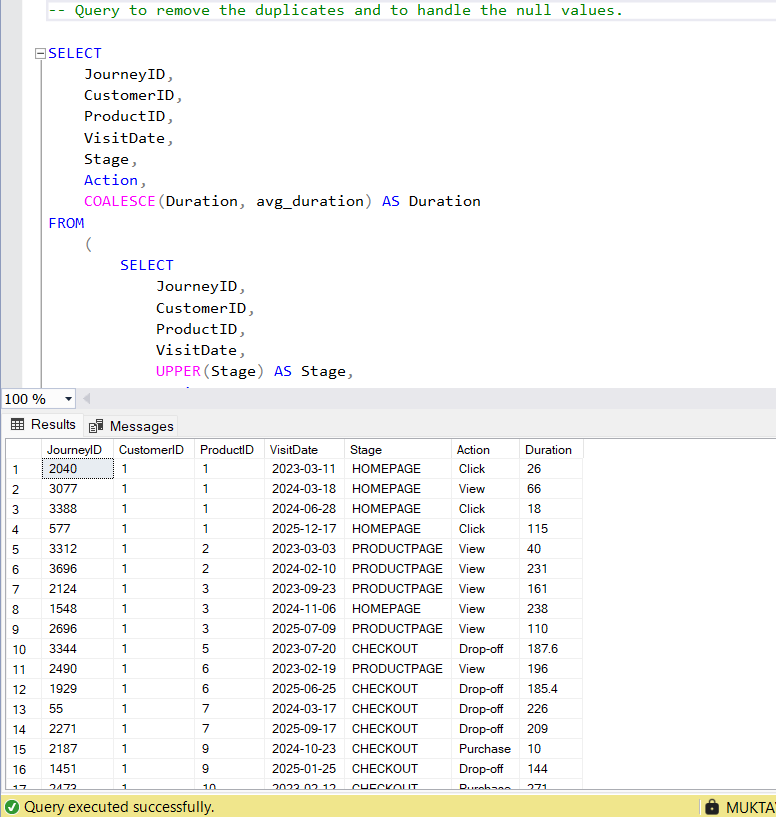 -- Query to remove the duplicates and to handle the null values.
SELECT
JourneyID,
CustomerID,
ProductID,
VisitDate,
Stage,
Action,
COALESCE(Duration, avg_duration) AS Duration
FROM
(
SELECT
JourneyID,
CustomerID,
ProductID,
VisitDate,
UPPER(Stage) AS Stage,
100 %
Results Messages
JourneyID CustomerID ProductID VisitDate Stage Action Duration
1 2040 1 1 2023-03-11 HOMEPAGE Click 26
2 3077 1 1 2024-03-18 HOMEPAGE View 66
3 3388 1 1 2024-06-28 HOMEPAGE Click 18
4 577 1 1 2025-12-17 HOMEPAGE Click 115
5 3312 1 2 2023-03-03 PRODUCTPAGE View 40
6 3696 1 2 2024-02-10 PRODUCTPAGE View 231
7 2124 1 3 2023-09-23 PRODUCTPAGE View 161
8 1548 1 3 2024-11-06 HOMEPAGE View 238
9 2696 1 3 2025-07-09 PRODUCTPAGE View 110
10 3344 1 5 2023-07-20 CHECKOUT Drop-off 187.6
11 2490 1 6 2023-02-19 PRODUCTPAGE View 196
12 1929 1 6 2025-06-25 CHECKOUT Drop-off 185.4
13 55 1 7 2024-03-17 CHECKOUT Drop-off 226
14 2271 1 7 2025-09-17 CHECKOUT Drop-off 209
15 2187 1 9 2024-10-23 CHECKOUT Purchase 10
16 1451 1 9 2025-01-25 CHECKOUT Drop-off 144
17 2473 1 10 2023-02-12 CHECKOUT Purchase 271
Query executed successfully. MUKTA